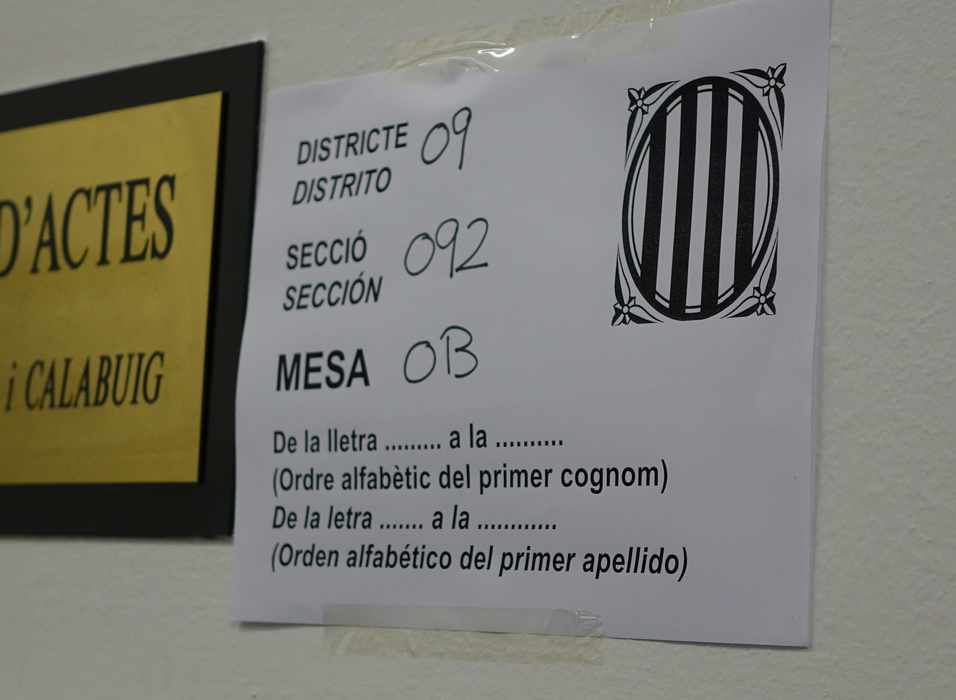 D'ACTES
i CALABUIG
DISTRICTE 09
DISTRITO
SECCIÓ 092
SECCIÓN
MESA 0B
De la lletra ......... a la ..........
(Ordre alfabètic del primer cognom)
De la letra ....... a la ............
(Orden alfabético del primer apellido)